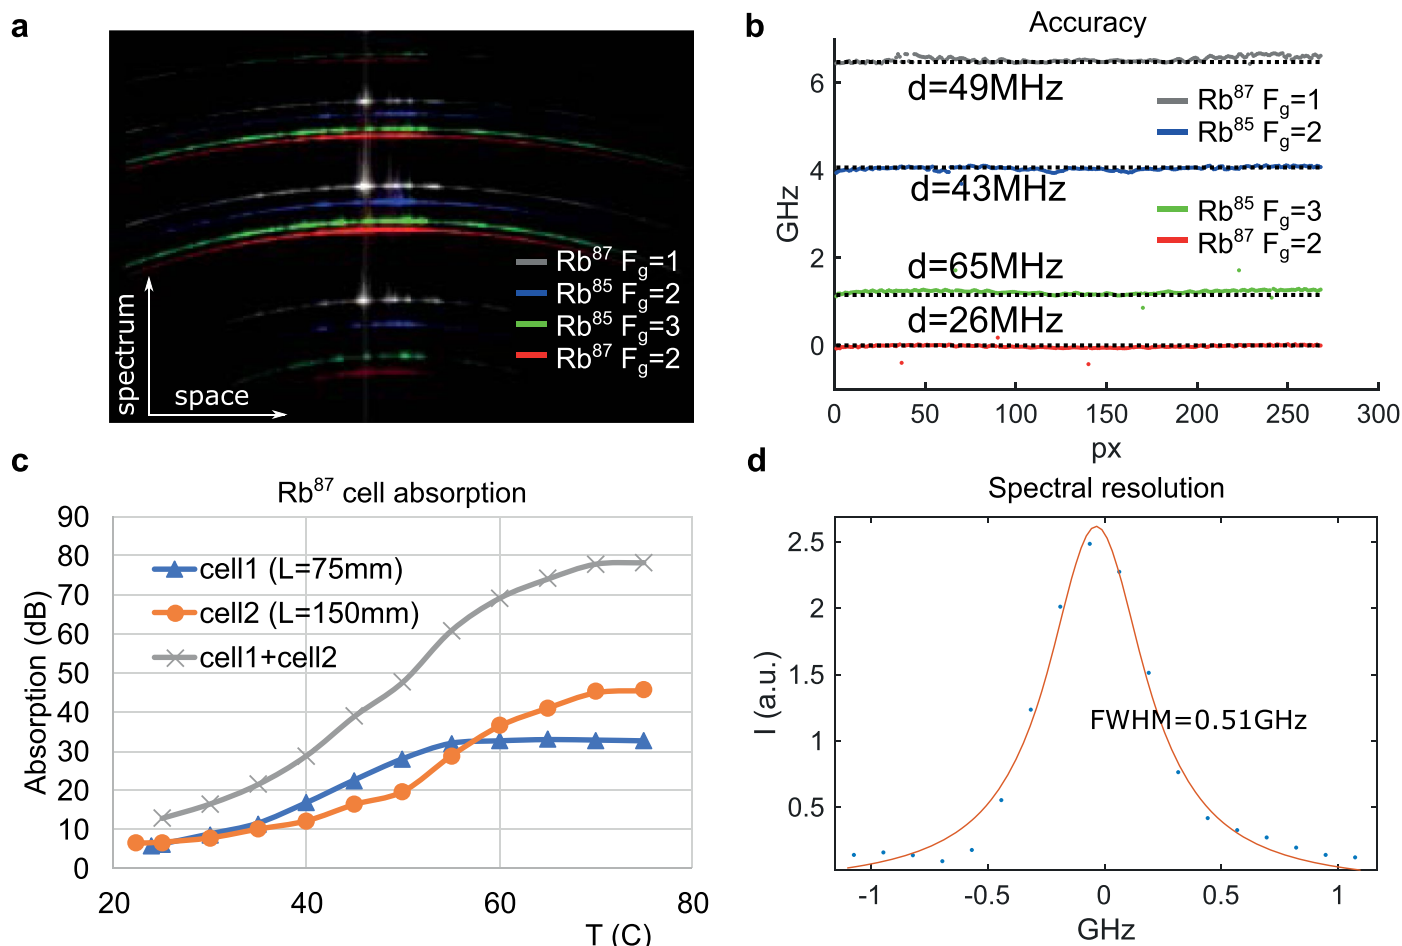 a
spectrum
space
Rb87 Fg=1
Rb85 Fg=2
Rb85 Fg=3
Rb87 Fg=2
b
Accuracy
GHz
6
4
2
0
d=49MHz
d=43MHz
d=65MHz
d=26MHz
Rb87 Fg=1
Rb85 Fg=2
Rb85 Fg=3
Rb87 Fg=2
0 50 100 150 200 250 300
px
c
Rb87 cell absorption
Absorption (dB)
90
80
70
60
50
40
30
20
10
0
cell1 (L=75mm)
cell2 (L=150mm)
cell1+cell2
20 40 60 80
T (C)
d
Spectral resolution
I (a.u.)
2.5
2
1.5
1
0.5
FWHM=0.51GHz
-1 -0.5 0 0.5 1
GHz